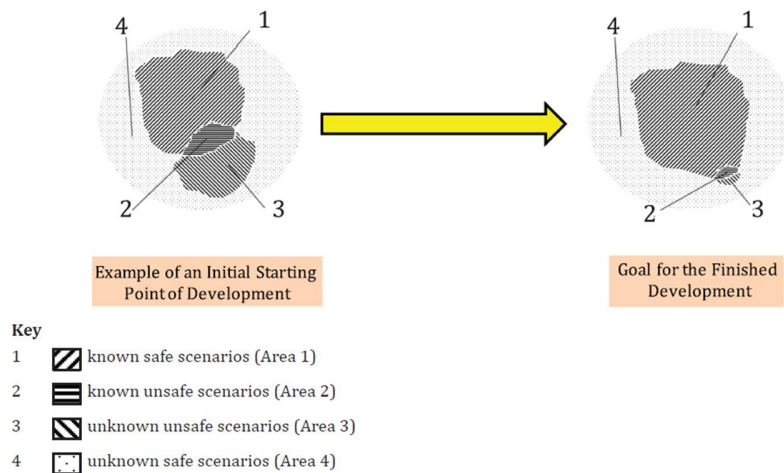 4 1 4 1
2 3 2 3
Example of an Initial Starting
Point of Development
Goal for the Finished
Development
Key
1 known safe scenarios (Area 1)
2 known unsafe scenarios (Area 2)
3 unknown unsafe scenarios (Area 3)
4 unknown safe scenarios (Area 4)